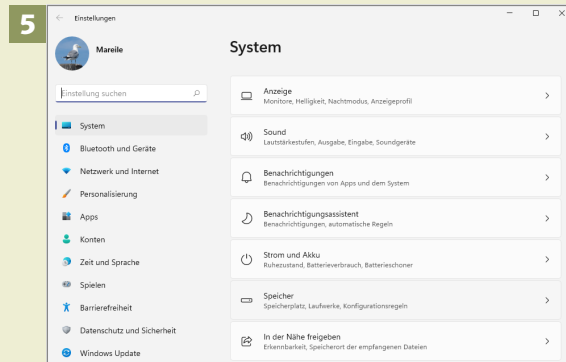 5
Einstellungen
Mareile
Einstellung suchen
System
Bluetooth und Geräte
Netzwerk und Internet
Personalisierung
Apps
Konten
Zeit und Sprache
Spielen
Barrierefreiheit
Datenschutz und Sicherheit
Windows Update
System
Anzeige
Monitore, Helligkeit, Nachtmodus, Anzeigeprofil
Sound
Lautstärkestufen, Ausgabe, Eingabe, Soundgeräte
Benachrichtigungen
Benachrichtigungen von Apps und dem System
Benachrichtigungsassistent
Benachrichtigungen, automatische Regeln
Strom und Akku
Ruhezustand, Batterieverbrauch, Batterieschoner
Speicher
Speicherplatz, Laufwerke, Konfigurationsregeln
In der Nähe freigeben
Erkennbarkeit, Speicherort der empfangenen Dateien